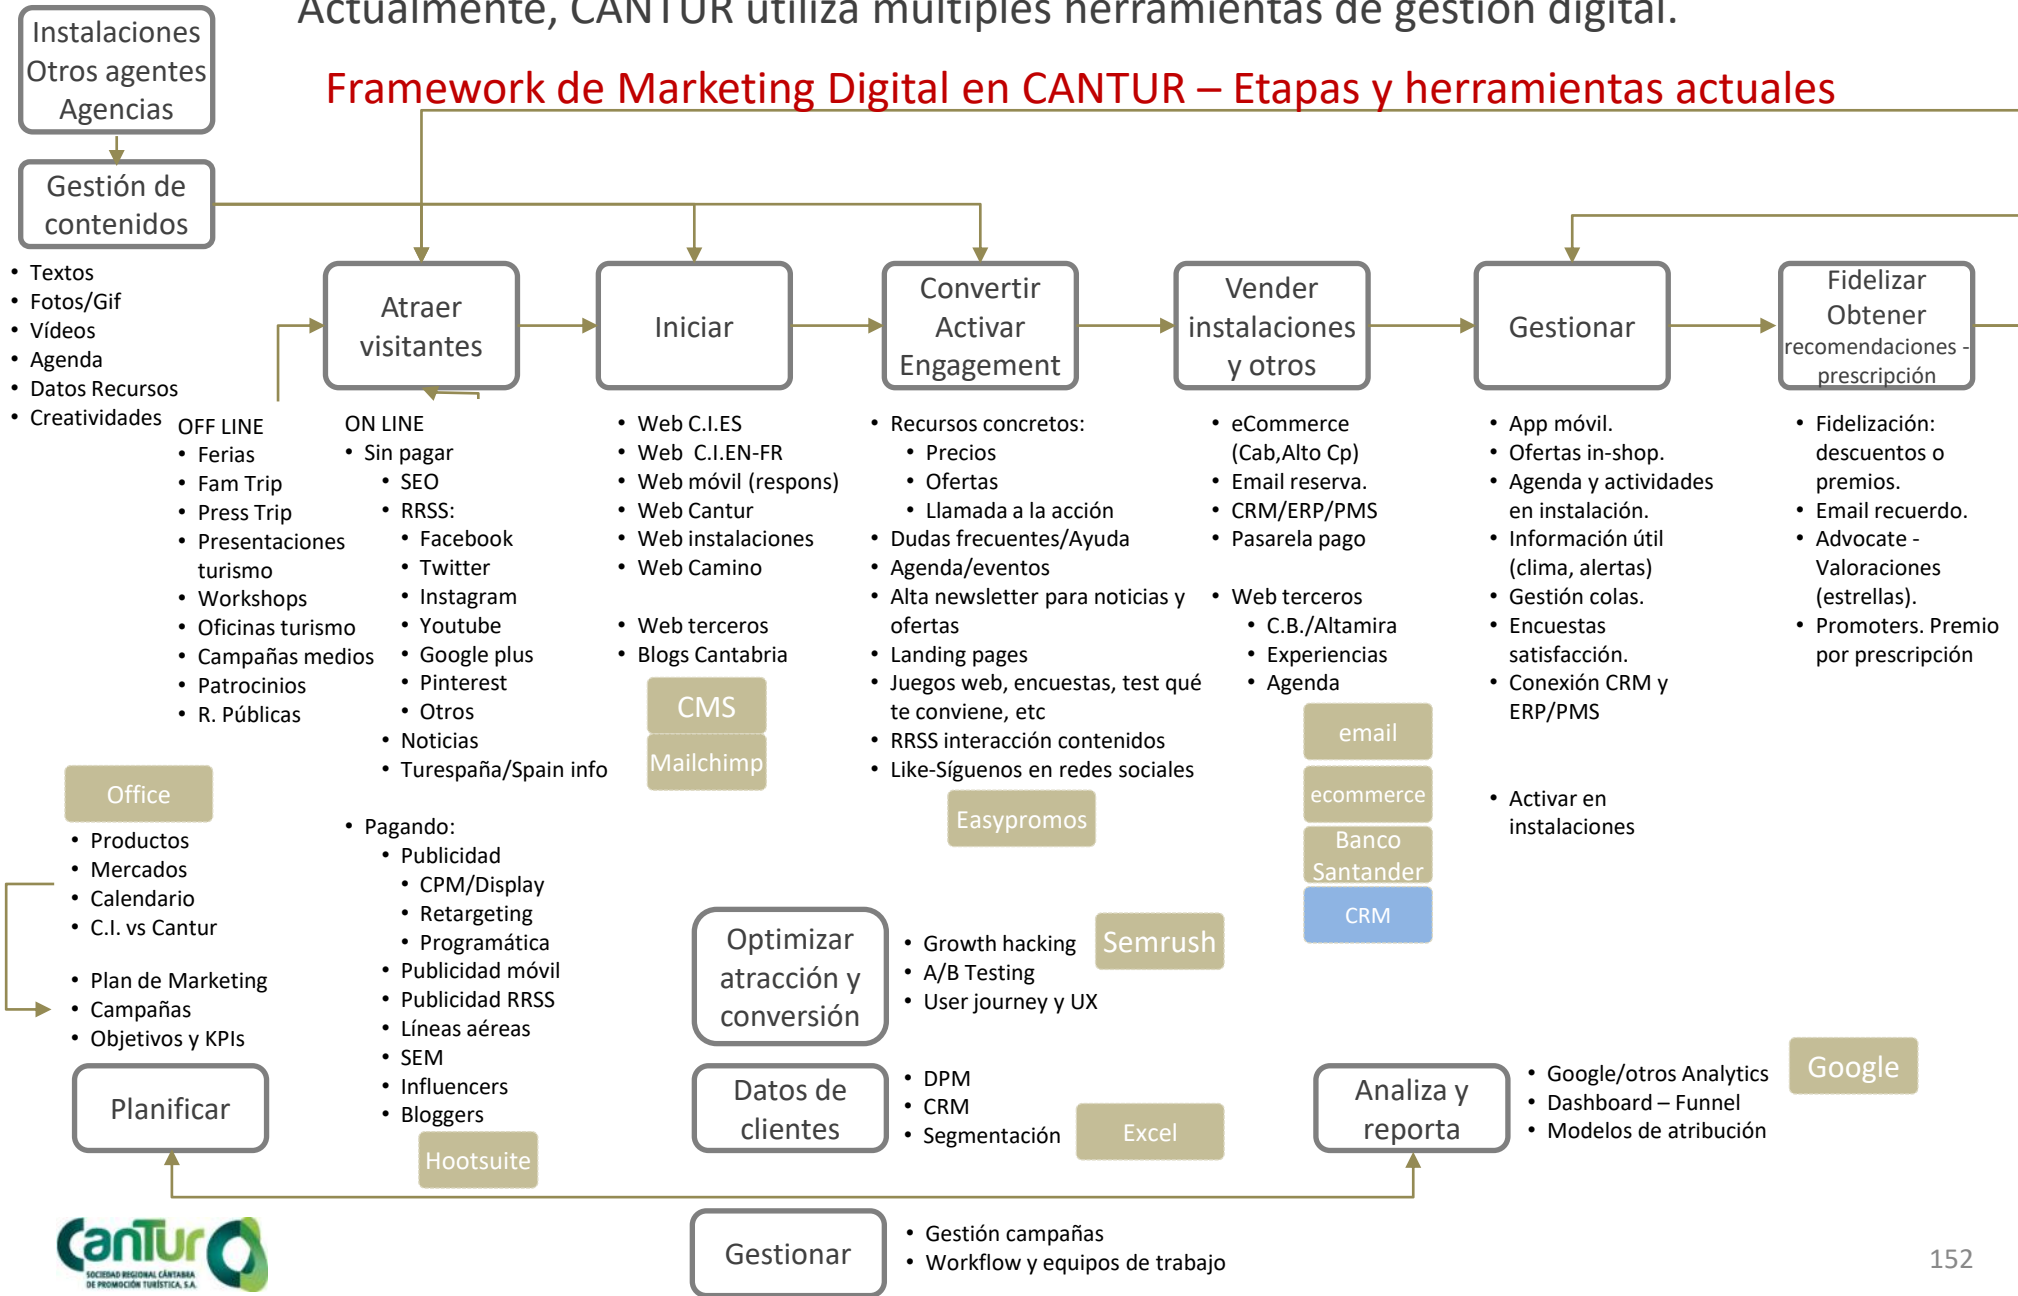 Actualmente, CANTUR utiliza múltiples herramientas de gestión digital.
Framework de Marketing Digital en CANTUR – Etapas y herramientas actuales
Instalaciones
Otros agentes
Agencias
Gestión de
contenidos
• Textos
• Fotos/Gif
• Vídeos
• Agenda
• Datos Recursos
• Creatividades
Atraer
visitantes
Iniciar
Convertir
Activar
Engagement
Vender
instalaciones
y otros
Gestionar
Fidelizar
Obtener
recomendaciones -
prescripción
OFF LINE
• Ferias
• Fam Trip
• Press Trip
• Presentaciones
turismo
• Workshops
• Oficinas turismo
• Campañas medios
• Patrocinios
• R. Públicas
ON LINE
• Sin pagar
• SEO
• RRSS:
• Facebook
• Twitter
• Instagram
• Youtube
• Google plus
• Pinterest
• Otros
• Noticias
• Turespaña/Spain info
• Pagando:
• Publicidad
• CPM/Display
• Retargeting
• Programática
• Publicidad móvil
• Publicidad RRSS
• Líneas aéreas
• SEM
• Influencers
• Bloggers
Hootsuite
• Web C.I.ES
• Web C.I.EN-FR
• Web móvil (respons)
• Web Cantur
• Web instalaciones
• Web Camino
• Web terceros
• Blogs Cantabria
CMS
Mailchimp
• Recursos concretos:
• Precios
• Ofertas
• Llamada a la acción
• Dudas frecuentes/Ayuda
• Agenda/eventos
• Alta newsletter para noticias y
ofertas
• Landing pages
• Juegos web, encuestas, test qué
te conviene, etc
• RRSS interacción contenidos
• Like-Síguenos en redes sociales
Easypromos
• eCommerce
(Cab,Alto Cp)
• Email reserva.
• CRM/ERP/PMS
• Pasarela pago
• Web terceros
• C.B./Altamira
• Experiencias
• Agenda
email
ecommerce
Banco
Santander
CRM
• App móvil.
• Ofertas in-shop.
• Agenda y actividades
en instalación.
• Información útil
(clima, alertas)
• Gestión colas.
• Encuestas
satisfacción.
• Conexión CRM y
ERP/PMS
• Activar en
instalaciones
• Fidelización:
descuentos o
premios.
• Email recuerdo.
• Advocate -
Valoraciones
(estrellas).
• Promoters. Premio
por prescripción
Office
• Productos
• Mercados
• Calendario
• C.I. vs Cantur
• Plan de Marketing
• Campañas
• Objetivos y KPIs
Planificar
Optimizar
atracción y
conversión
• Growth hacking
• A/B Testing
• User journey y UX
Semrush
Datos de
clientes
• DPM
• CRM
• Segmentación
Excel
Analiza y
reporta
• Google/otros Analytics
• Dashboard – Funnel
• Modelos de atribución
Google
Gestionar
• Gestión campañas
• Workflow y equipos de trabajo
CanTur
SOCIEDAD REGIONAL CÁNTABRA
DE PROMOCIÓN TURÍSTICA, S.A.
152